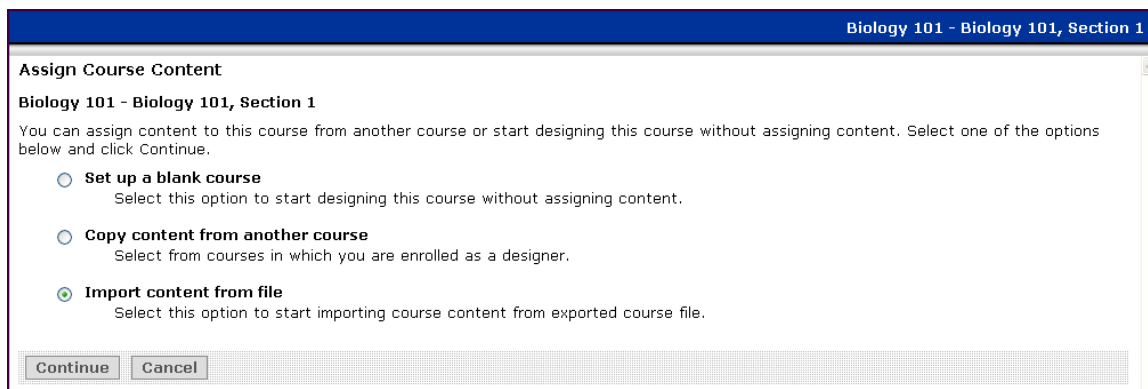 Biology 101 - Biology 101, Section 1
Assign Course Content
Biology 101 - Biology 101, Section 1
You can assign content to this course from another course or start designing this course without assigning content. Select one of the options
below and click Continue.
Set up a blank course
Select this option to start designing this course without assigning content.
Copy content from another course
Select from courses in which you are enrolled as a designer.
Import content from file
Select this option to start importing course content from exported course file.
Continue Cancel